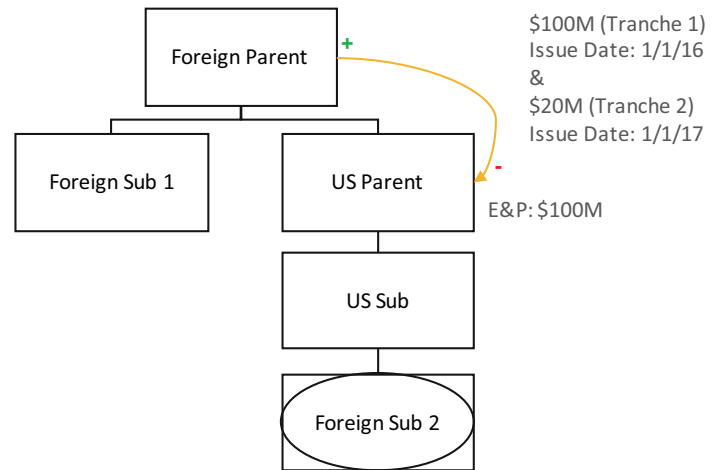 Foreign Parent
+
$100M (Tranche 1)
Issue Date: 1/1/16
&
$20M (Tranche 2)
Issue Date: 1/1/17
Foreign Sub 1
US Parent
-
E&P: $100M
US Sub
Foreign Sub 2